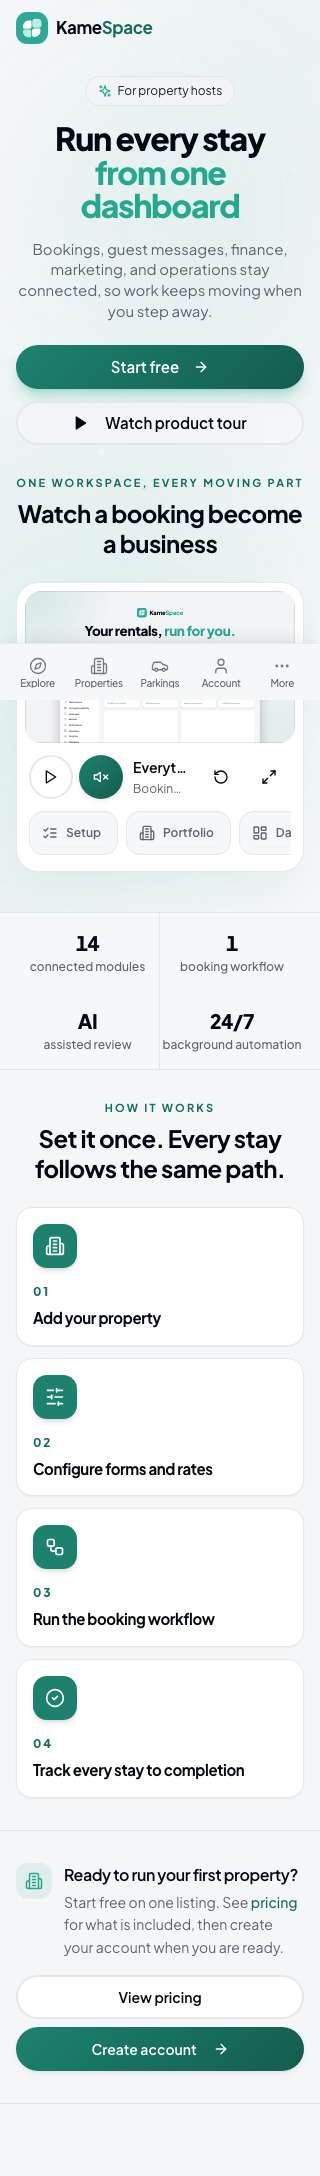 KameSpace
For property hosts
Run every stay
from one
dashboard
Bookings, guest messages, finance,
marketing, and operations stay
connected, so work keeps moving when
you step away.
Start free
Watch product tour
ONE WORKSPACE, EVERY MOVING PART
Watch a booking become
a business
KameSpace
Your rentals, run for you.
Explore
Properties
Parkings
Account
More
Everyt...
Bookin...
Setup
Portfolio
Da
14
connected modules
1
booking workflow
AI
assisted review
24/7
background automation
HOW IT WORKS
Set it once. Every stay
follows the same path.
01
Add your property
02
Configure forms and rates
03
Run the booking workflow
04
Track every stay to completion
Ready to run your first property?
Start free on one listing. See pricing
for what is included, then create
your account when you are ready.
View pricing
Create account